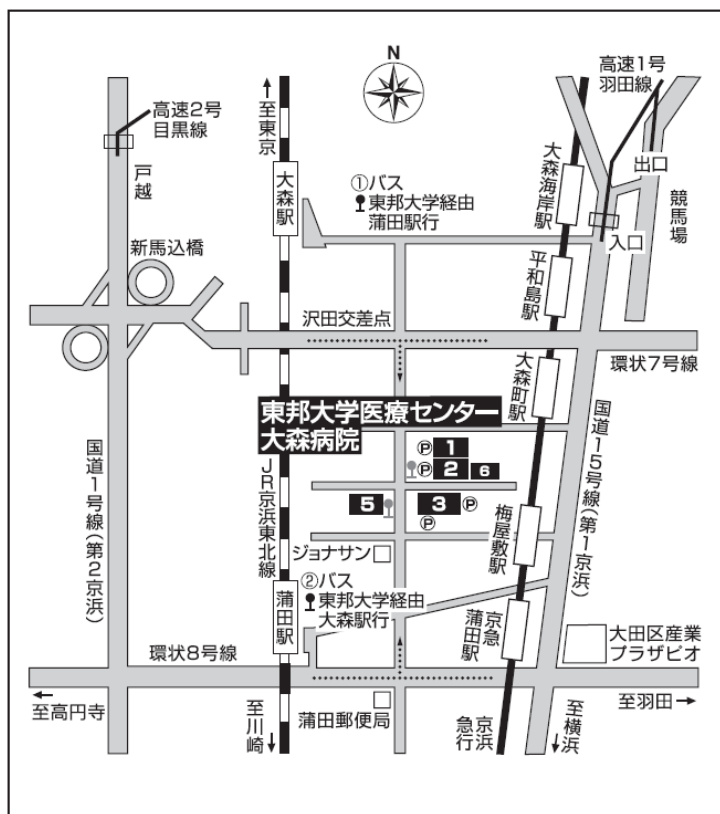 N
高速1号
羽田線
高速2号
目黒線
至東京
戸越
大森駅
①バス
東邦大学経由
蒲田駅行
大森海岸駅
出口
競馬場
入口
新馬込橋
平和島駅
沢田交差点
環状7号線
大森町駅
東邦大学医療センター
大森病院
国道1号線(第2京浜)
JR京浜東北線
国道15号線(第1京浜)
P 1
P 2 6
5 3 P
P
梅屋敷駅
ジョナサン
②バス
東邦大学経由
大森駅行
蒲田駅
京急
蒲田駅
大田区産業
プラザピオ
環状8号線
至高円寺
至川崎
蒲田郵便局
京浜
急行
至横浜
至羽田